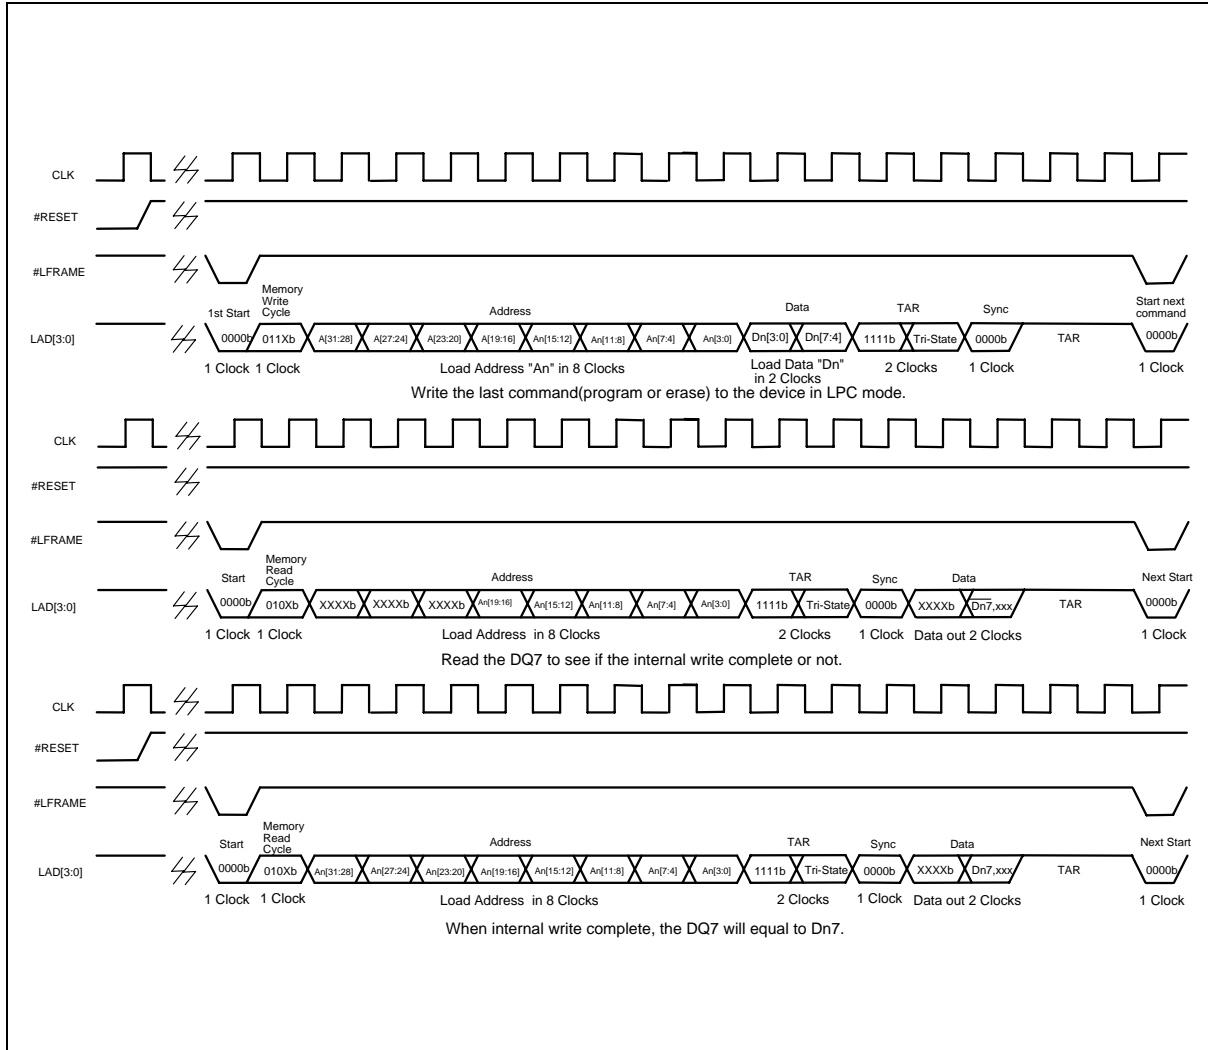 CLK
#RESET
#LFRAME
Memory
Write
Cycle
1st Start Address Data TAR Sync Start next
command
LAD[3:0] 0000b 011Xb A[31:28] A[27:24] A[23:20] A[19:16] An[15:12] An[11:8] An[7:4] An[3:0] Dn[3:0] Dn[7:4] 1111b Tri-State 0000b TAR 0000b
1 Clock 1 Clock Load Address "An" in 8 Clocks Load Data "Dn"
in 2 Clocks 2 Clocks 1 Clock 1 Clock
Write the last command(program or erase) to the device in LPC mode.
CLK
#RESET
#LFRAME
Memory
Read
Cycle
Start Address TAR Sync Data Next Start
LAD[3:0] 0000b 010Xb XXXXb XXXXb XXXXb An[19:16] An[15:12] An[11:8] An[7:4] An[3:0] 1111b Tri-State 0000b XXXXb D̅n̅7̅,xxx TAR 0000b
1 Clock 1 Clock Load Address in 8 Clocks 2 Clocks 1 Clock Data out 2 Clocks 1 Clock
Read the DQ7 to see if the internal write complete or not.
CLK
#RESET
#LFRAME
Memory
Read
Cycle
Start Address TAR Sync Data Next Start
LAD[3:0] 0000b 010Xb An[31:28] An[27:24] An[23:20] An[19:16] An[15:12] An[11:8] An[7:4] An[3:0] 1111b Tri-State 0000b XXXXb Dn7,xxx TAR 0000b
1 Clock 1 Clock Load Address in 8 Clocks 2 Clocks 1 Clock Data out 2 Clocks 1 Clock
When internal write complete, the DQ7 will equal to Dn7.